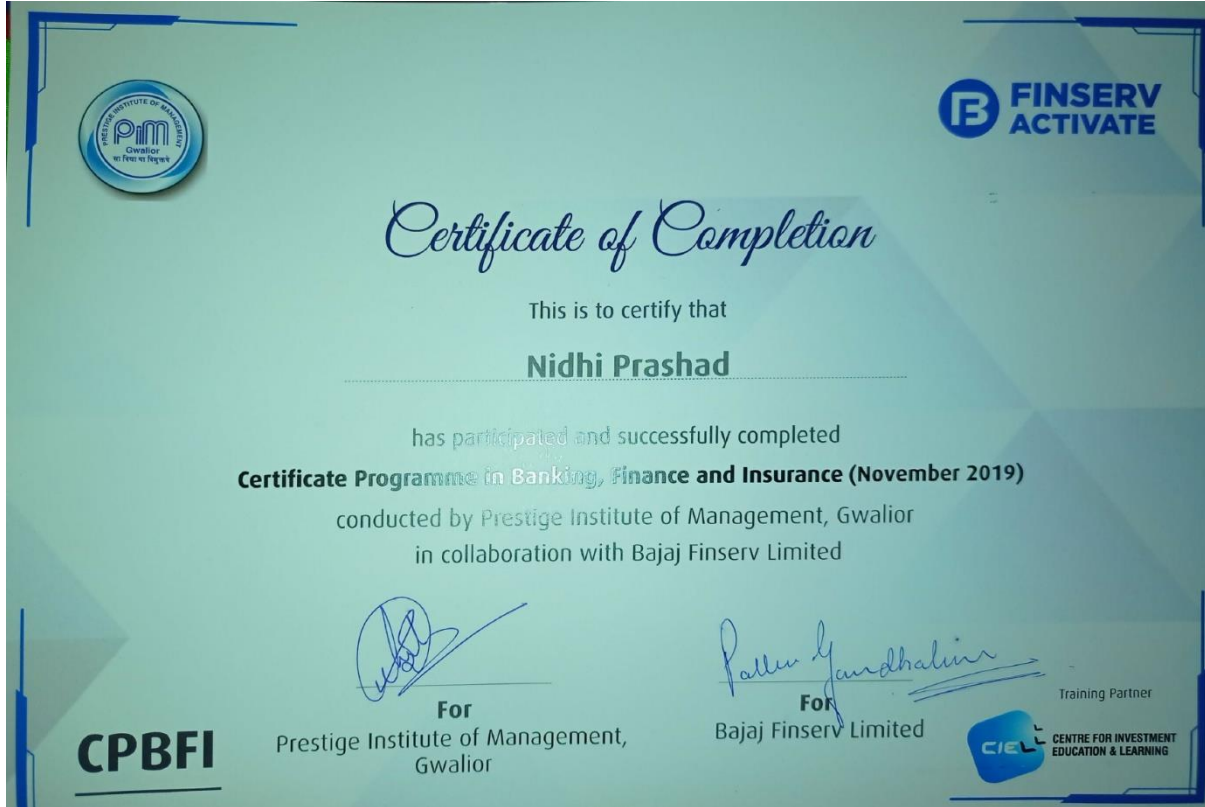 PRESTIGE INSTITUTE OF MANAGEMENT
PiM
Gwalior
सा विद्या या विमुक्तये
B FINSERV
ACTIVATE
Certificate of Completion
This is to certify that
Nidhi Prashad
has participated and successfully completed
Certificate Programme in Banking, Finance and Insurance (November 2019)
conducted by Prestige Institute of Management, Gwalior
in collaboration with Bajaj Finserv Limited
For
Prestige Institute of Management,
Gwalior
For
Bajaj Finserv Limited
Training Partner
CIEL
CENTRE FOR INVESTMENT
EDUCATION & LEARNING
CPBFI